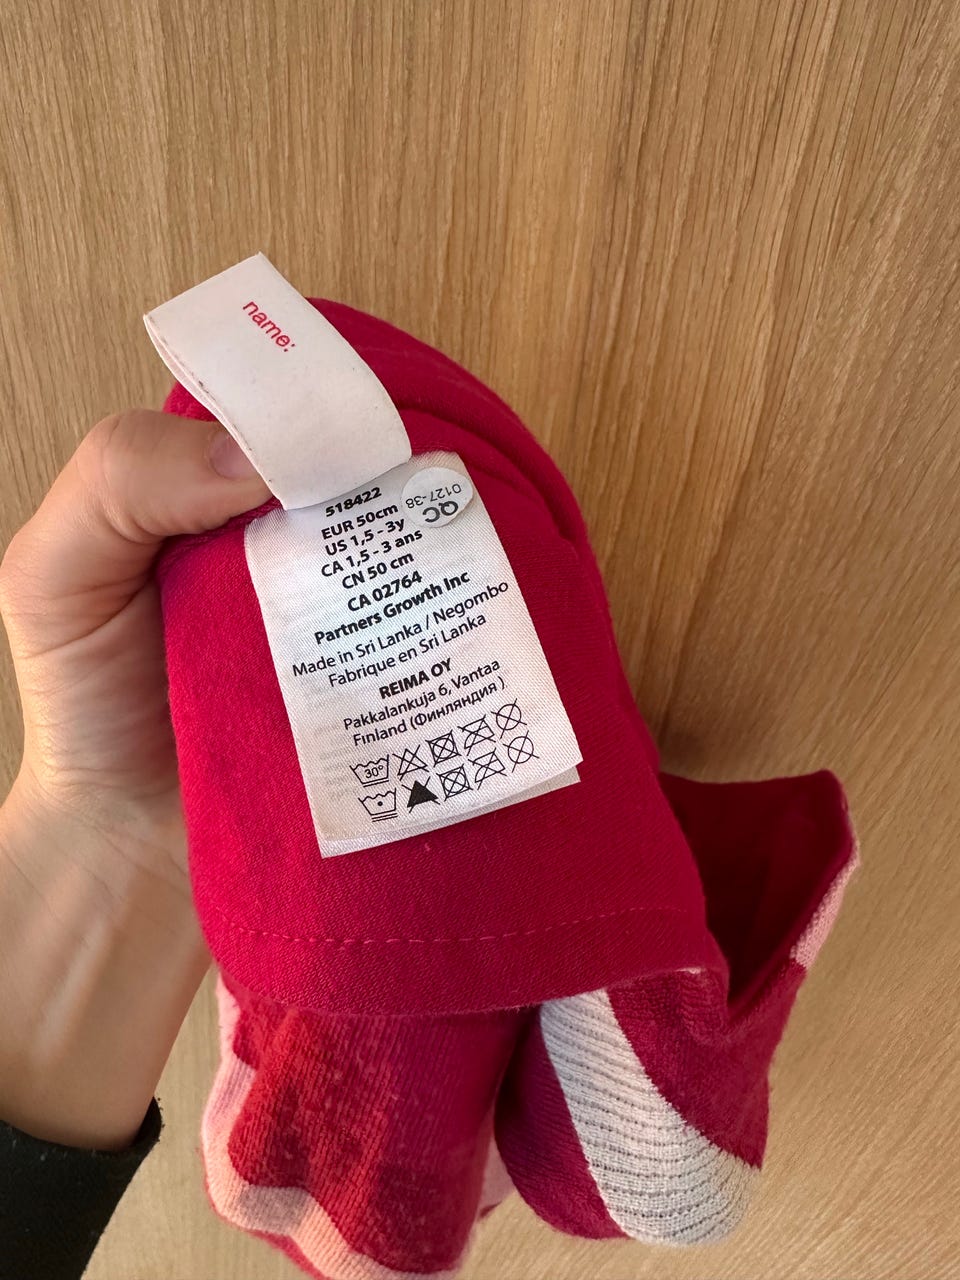 name:
518422
EUR 50cm
US 1,5 - 3y
CA 1,5 - 3 ans
CN 50 cm
CA 02764
Partners Growth Inc
Made in Sri Lanka / Negombo
Fabrique en Sri Lanka
REIMA OY
Pakkalankuja 6, Vantaa
Finland (Финляндия )
30°
QC
0127-38